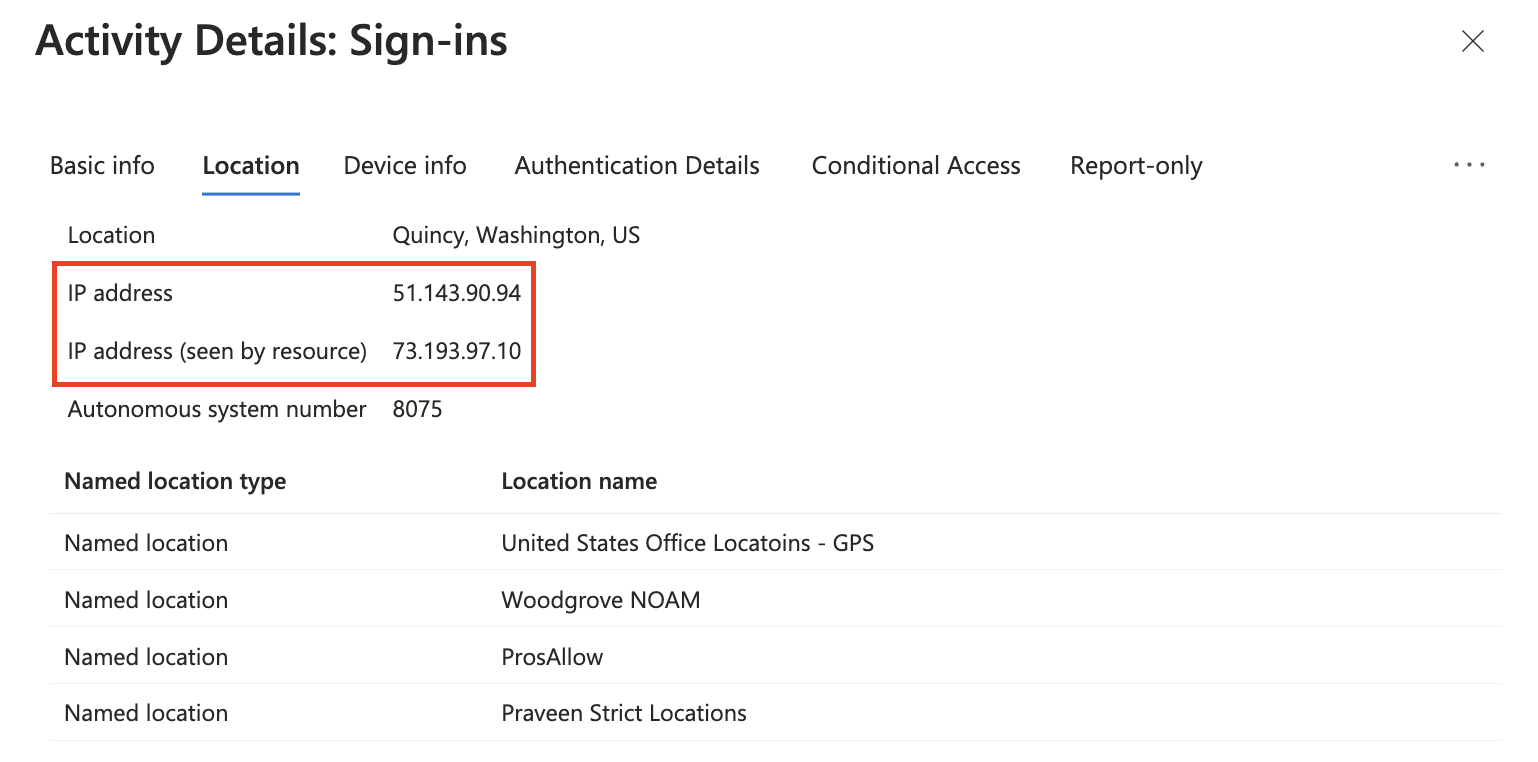 Activity Details: Sign-ins
Basic info Location Device info Authentication Details Conditional Access Report-only ...
Location Quincy, Washington, US
IP address 51.143.90.94
IP address (seen by resource) 73.193.97.10
Autonomous system number 8075
Named location type Location name
Named location United States Office Locatoins - GPS
Named location Woodgrove NOAM
Named location ProsAllow
Named location Praveen Strict Locations